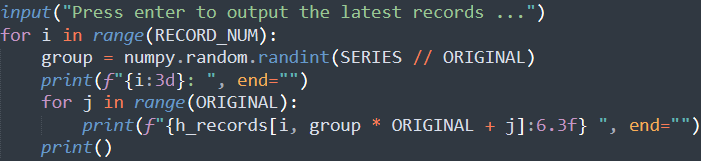 input("Press enter to output the latest records ...")
for i in range(RECORD_NUM):
    group = numpy.random.randint(SERIES // ORIGINAL)
    print(f"{i:3d}: ", end="")
    for j in range(ORIGINAL):
        print(f"{h_records[i, group * ORIGINAL + j]:6.3f} ", end="")
    print()